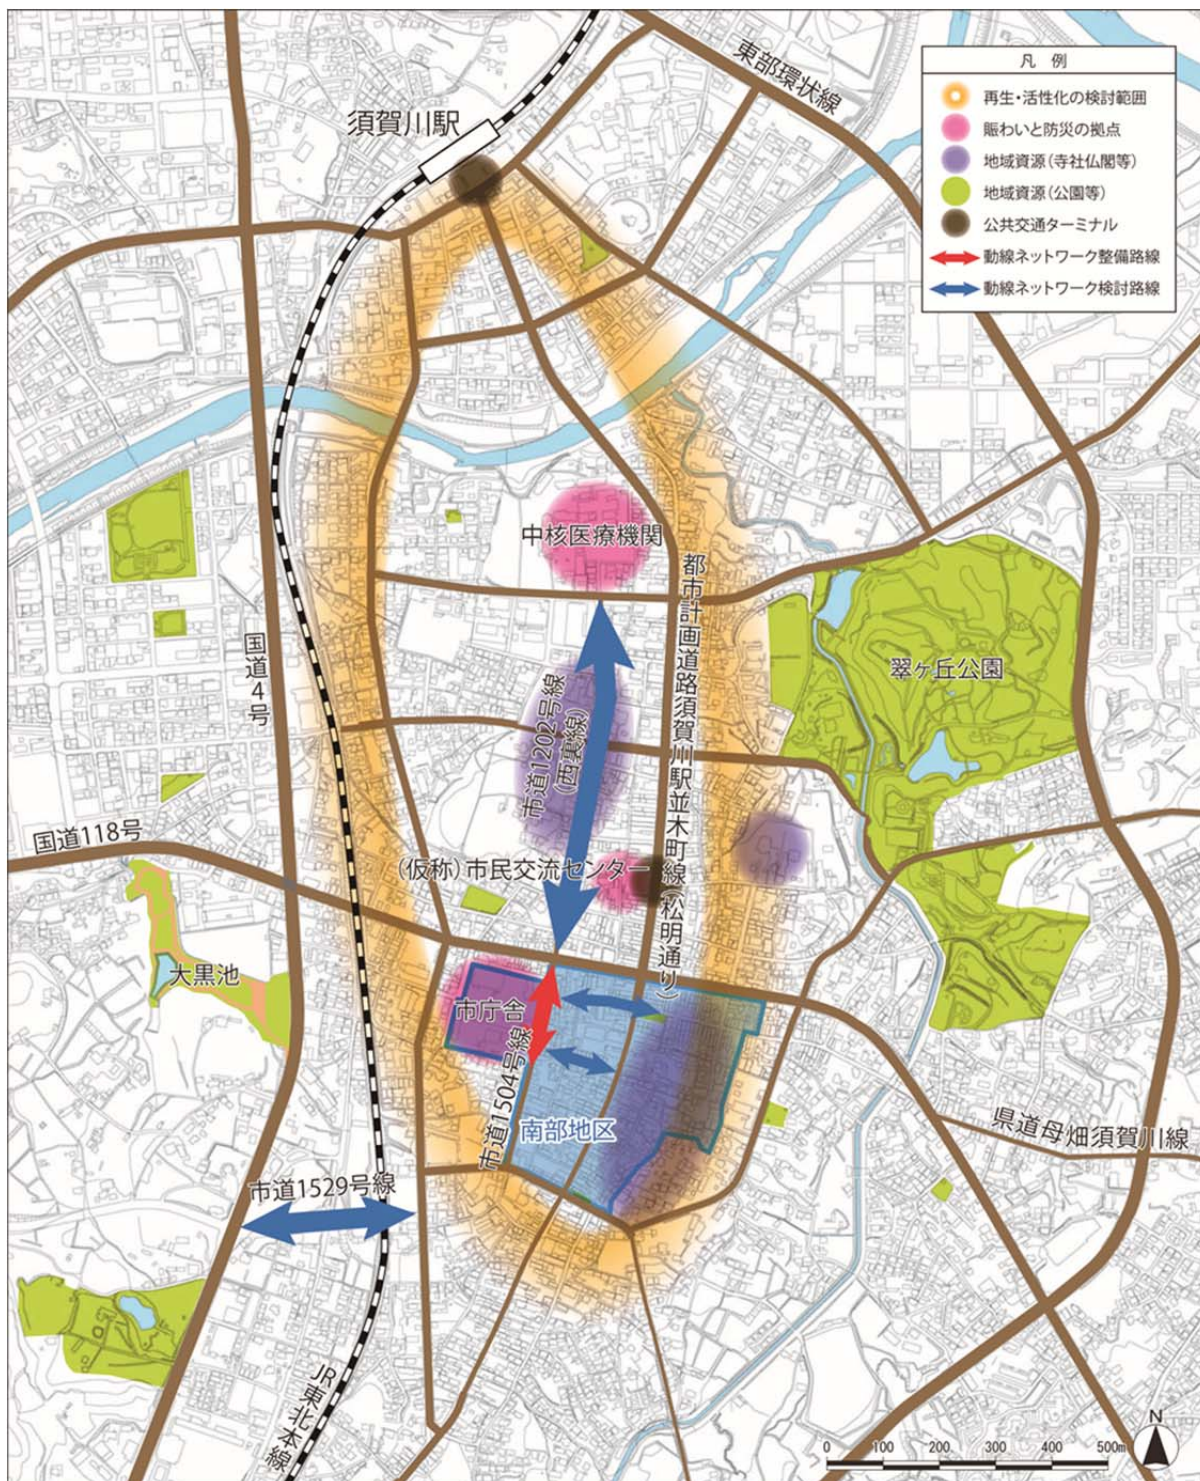 凡 例
再生・活性化の検討範囲
賑わいと防災の拠点
地域資源(寺社仏閣等)
地域資源(公園等)
公共交通ターミナル
動線ネットワーク整備路線
動線ネットワーク検討路線
東部環状線
須賀川駅
中核医療機関
都市計画道路須賀川駅並木町線(松明通り)
国道4号
翠ヶ丘公園
市道1202号線
(西裏線)
国道118号
(仮称)市民交流センター
大黒池
市庁舎
市道1504号線
南部地区
県道母畑須賀川線
市道1529号線
JR東北本線
N
0 100 200 300 400 500m